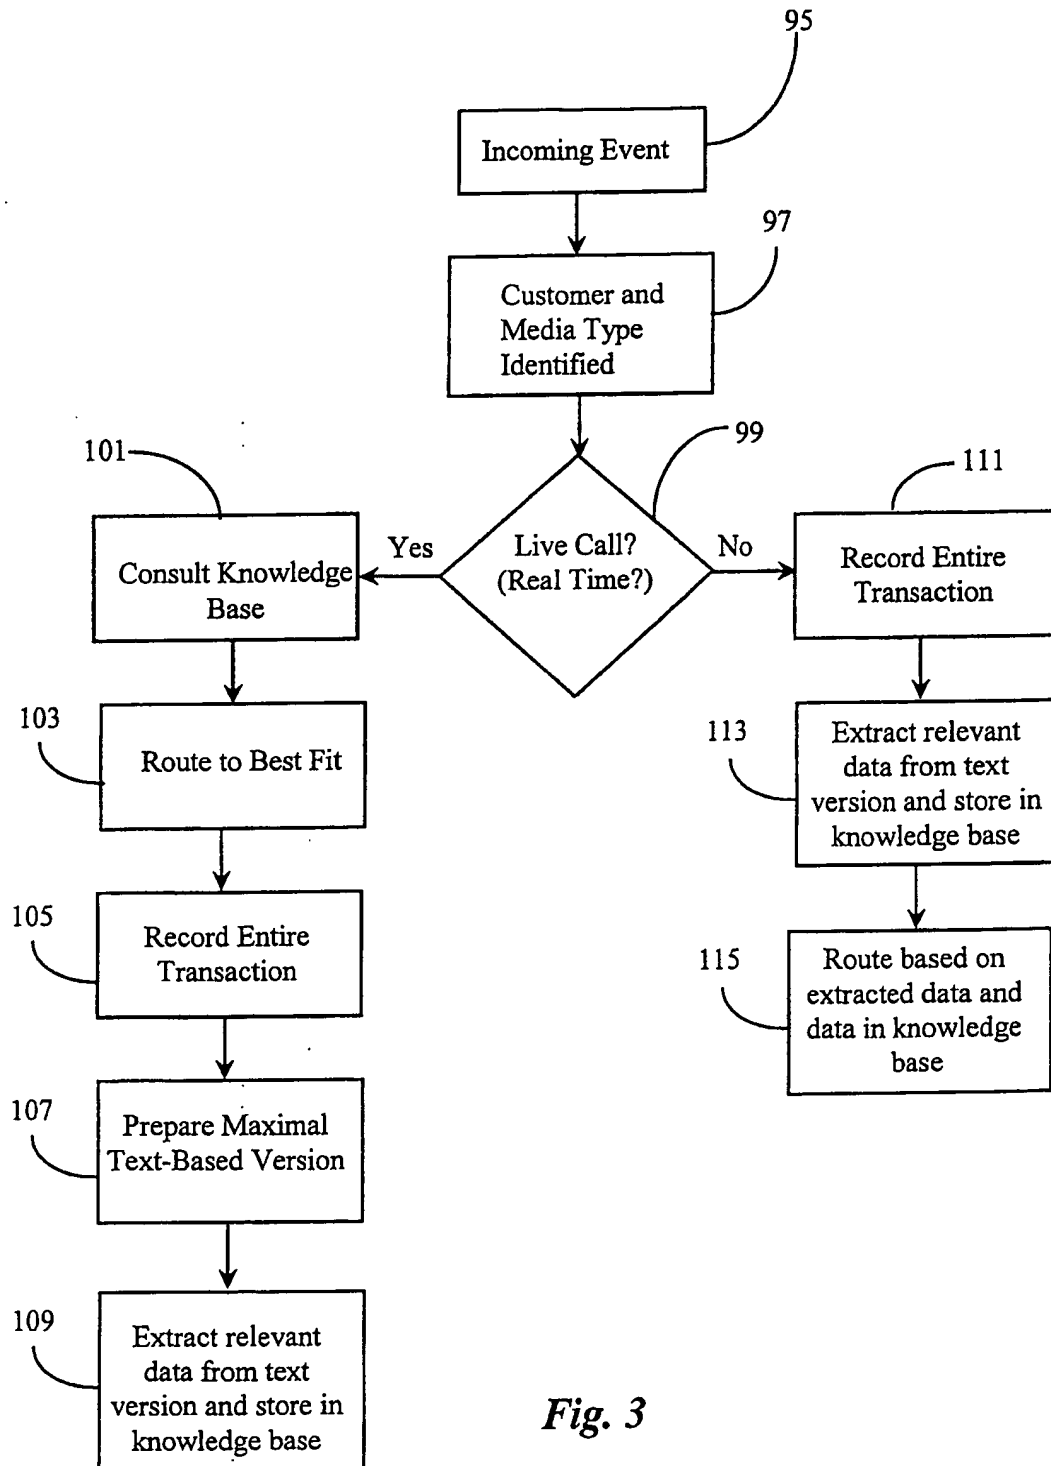 95
Incoming Event
97
Customer and
Media Type
Identified
99
Live Call?
(Real Time?)
Yes
No
101
Consult Knowledge
Base
103
Route to Best Fit
105
Record Entire
Transaction
107
Prepare Maximal
Text-Based Version
109
Extract relevant
data from text
version and store in
knowledge base
111
Record Entire
Transaction
113
Extract relevant
data from text
version and store in
knowledge base
115
Route based on
extracted data and
data in knowledge
base
Fig. 3